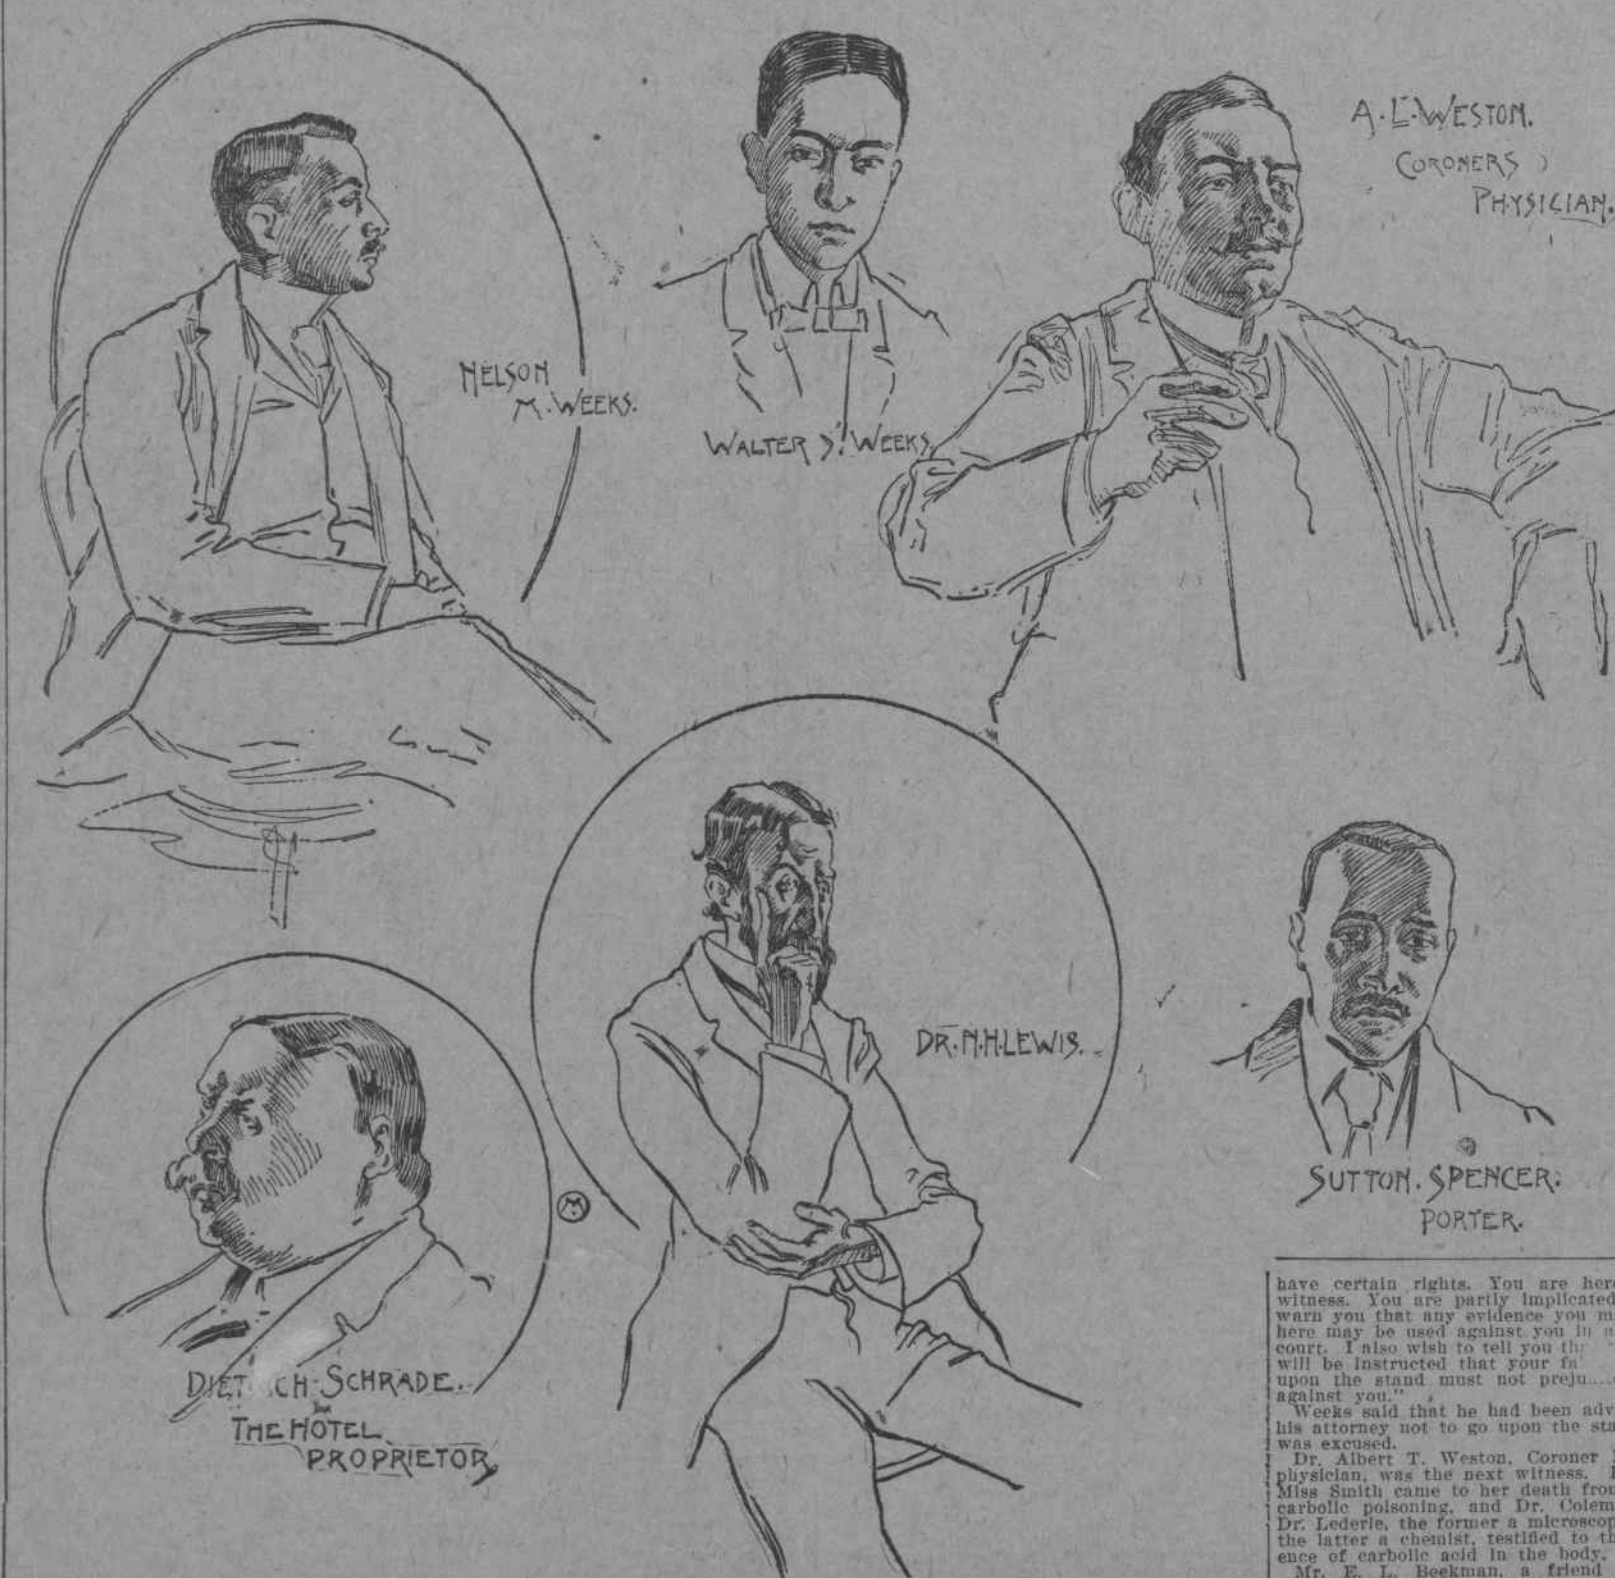 NELSON
M. WEEKS.
WALTER S. WEEKS.
A. L. WESTON.
CORONERS
PHYSICIAN.
DR. N. H. LEWIS.
SUTTON. SPENCER.
PORTER.
M
SCHRADE.
THE HOTEL
PROPRIETOR
have certain rights. You are here
witness. You are partly implicated
warn you that any evidence you
here may be used against you in
court. I also wish to tell you
will be instructed that your
upon the stand must not
against you."
Weeks said that he had been
his attorney not to go upon the
was excused.
Dr. Albert T. Weston, Coroner
physician, was the next witness.
Miss Smith came to her death from
carbolic poisoning, and Dr.
Dr. Lederle, the former a
the latter a chemist, testified to
ence of carbolic acid in the body,
Mr. E. L. Beekman, a friend